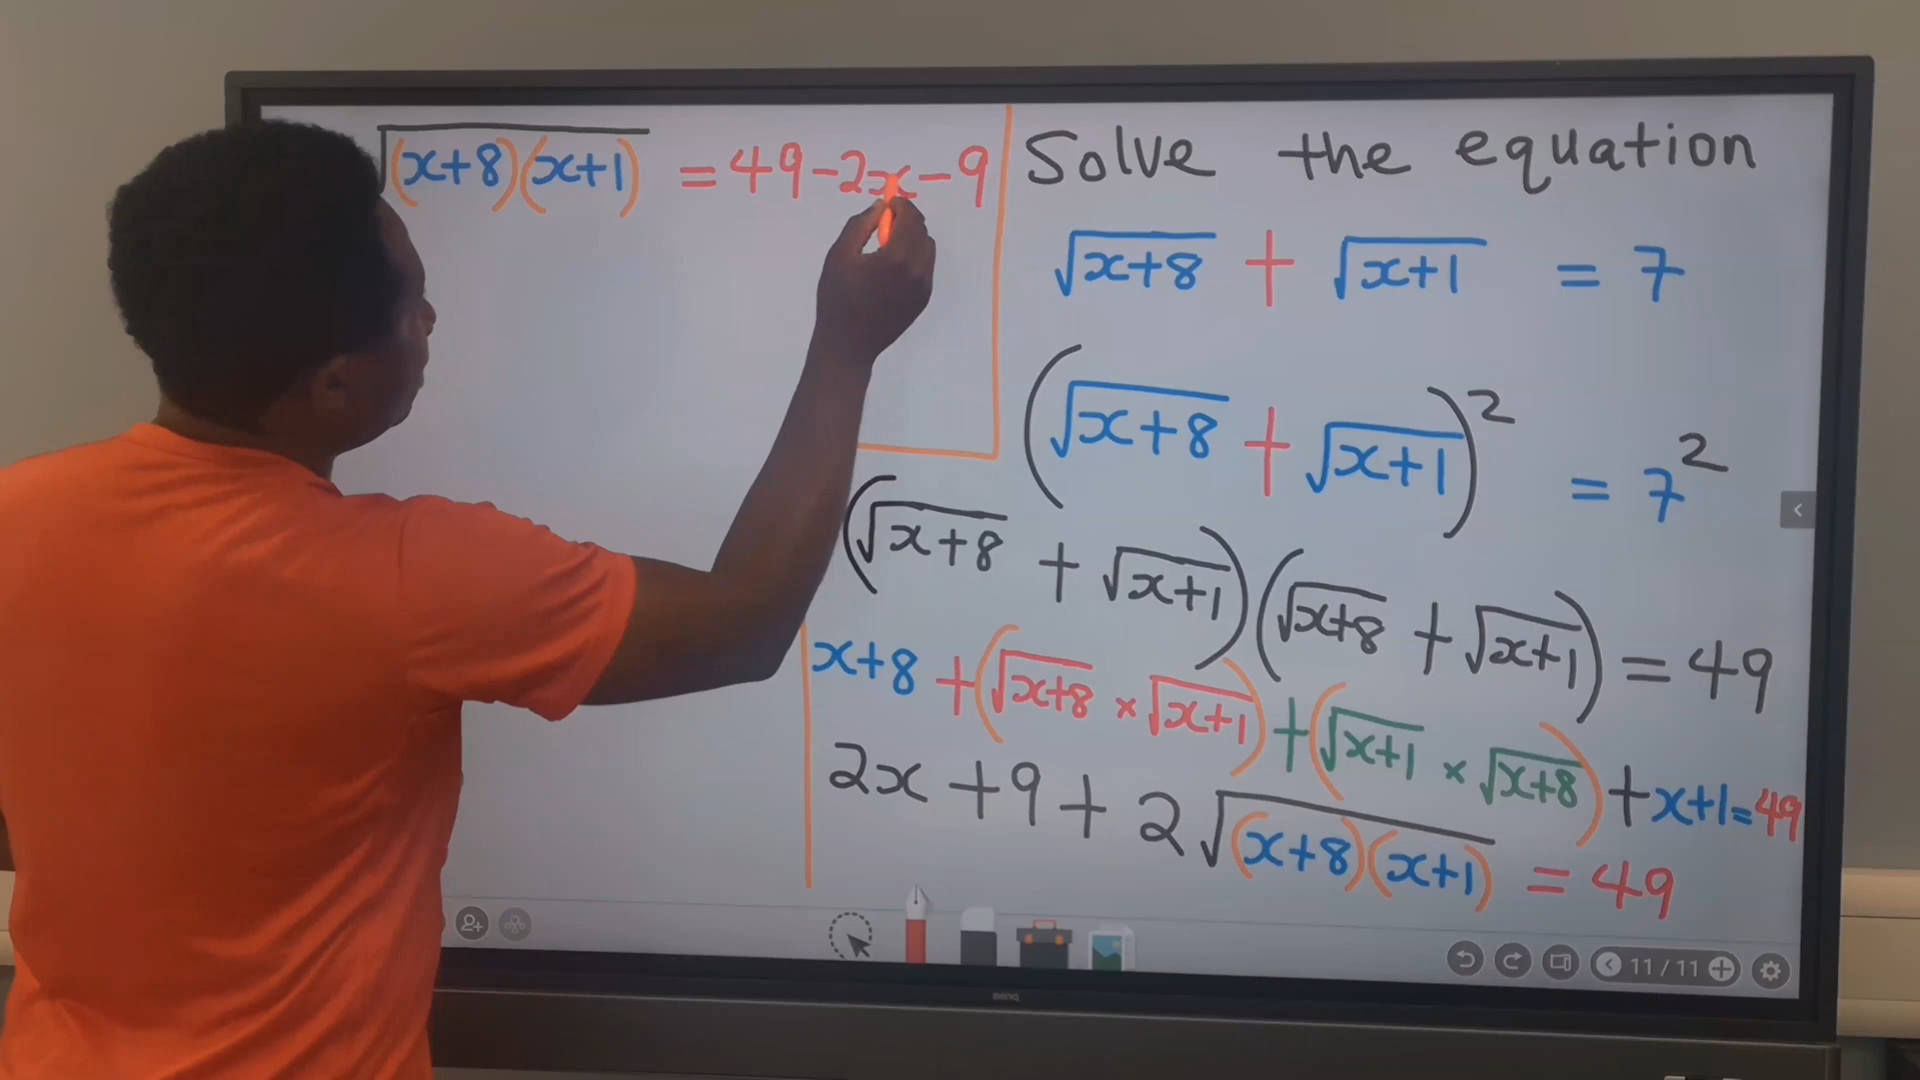 √(x+8)(x+1) = 49-2x-9
Solve the equation
√x+8 + √x+1 = 7
(√x+8 + √x+1)² = 7²
(√x+8 + √x+1)(√x+8 + √x+1) = 49
x+8 + (√x+8 × √x+1) + (√x+1 × √x+8) + x+1 = 49
2x + 9 + 2√(x+8)(x+1) = 49
11/11
BenQ